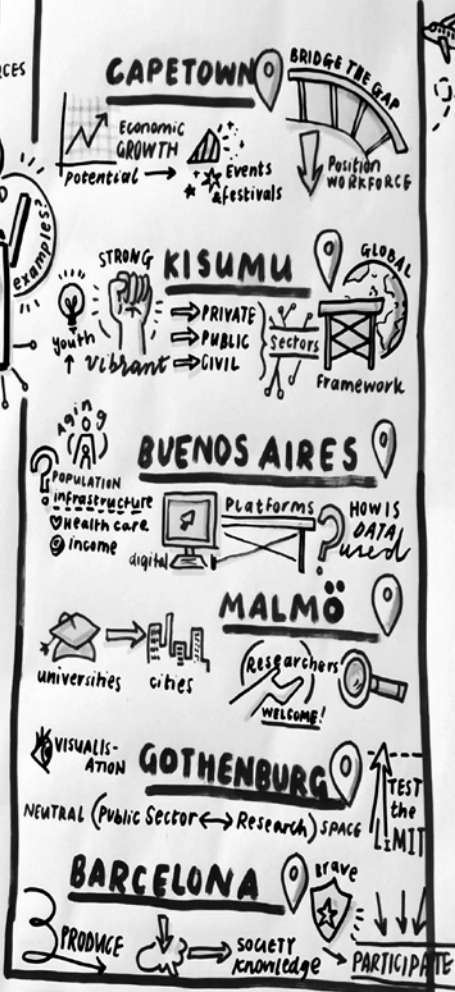 RCES
CAPETOWN
BRIDGE THE GAP
Economic
GROWTH
potential
Events
& festivals
Position
WORKFORCE
examples?
STRONG
KISUMU
GLOBAL
youth
vibrant
PRIVATE
PUBLIC
CIVIL
Sectors
Framework
Aging
BUENOS AIRES
POPULATION
infrastructure
Health care
income
digital
Platforms
HOW IS
DATA
used
MALMÖ
universities
cities
Researchers
WELCOME!
VISUALIS-
ATION
GOTHENBURG
TEST
the
LIMIT
NEUTRAL (Public Sector ↔ Research) SPACE
BARCELONA
Brave
PRODUCE
SOCIETY
Knowledge
PARTICIPATE